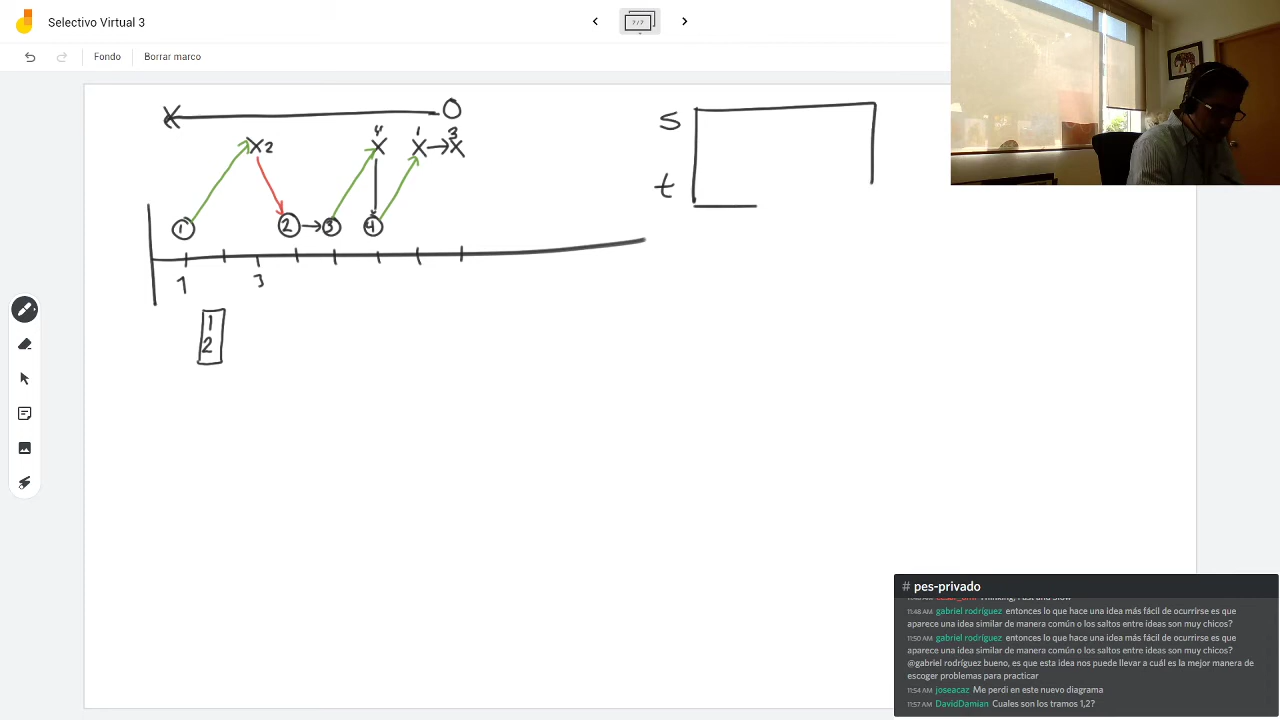 Selectivo Virtual 3
7 / 7
Fondo
Borrar marco
X O
X 2 4 X 1 X → 3 X
1 2 → 3 4
1 3
1
2
s
t
# pes-privado
11:48 AM gabriel rodríguez entonces lo que hace una idea más fácil de ocurrirse es que
aparece una idea similar de manera común o los saltos entre ideas son muy chicos?
11:50 AM gabriel rodríguez entonces lo que hace una idea más fácil de ocurrirse es que
aparece una idea similar de manera común o los saltos entre ideas son muy chicos?
@gabriel rodríguez bueno, es que esta idea nos puede llevar a cuál es la mejor manera de
escoger problemas para practicar
11:54 AM joseacaz Me perdi en este nuevo diagrama
11:57 AM DavidDamian Cuales son los tramos 1,2?